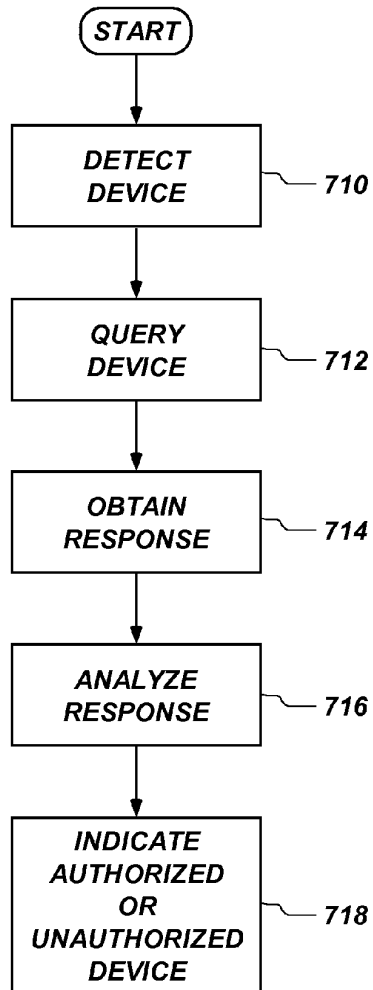 START
DETECT
DEVICE
710
QUERY
DEVICE
712
OBTAIN
RESPONSE
714
ANALYZE
RESPONSE
716
INDICATE
AUTHORIZED
OR
UNAUTHORIZED
DEVICE
718